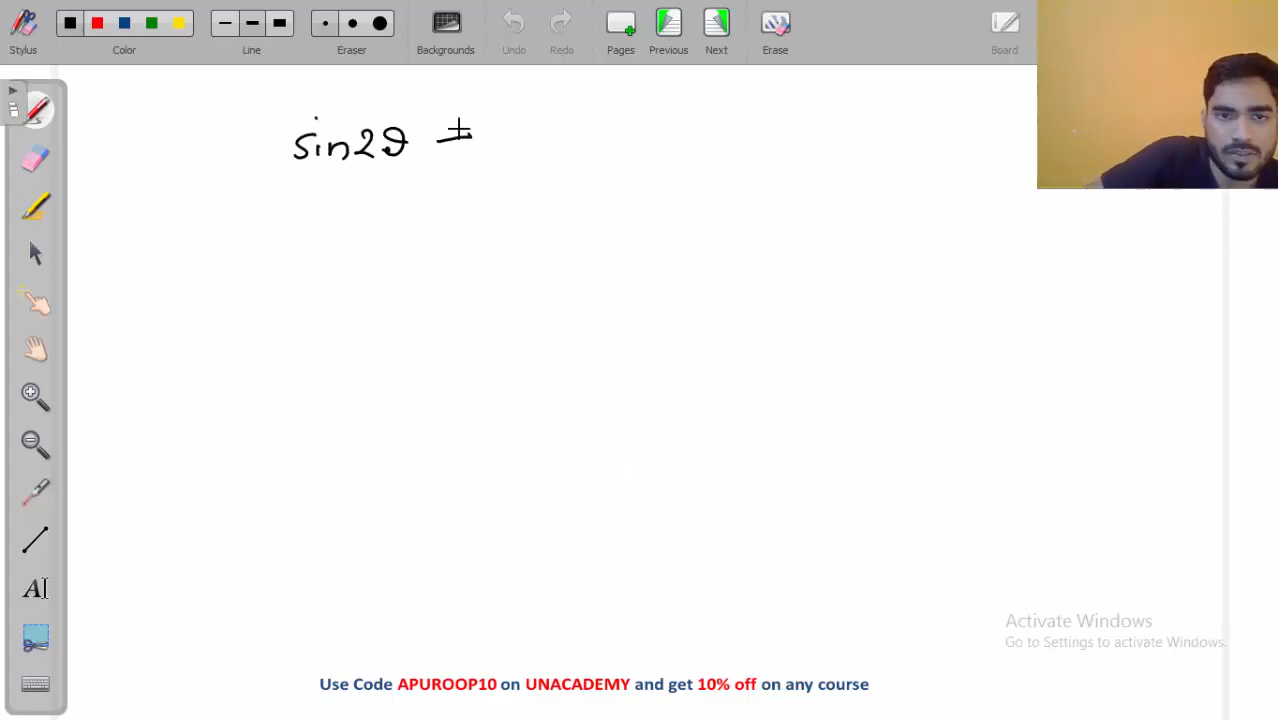 Stylus Color Line Eraser Backgrounds Undo Redo Pages Previous Next Erase Board
sin2θ
A
Activate Windows
Go to Settings to activate Windows.
Use Code APUROOP10 on UNACADEMY and get 10% off on any course